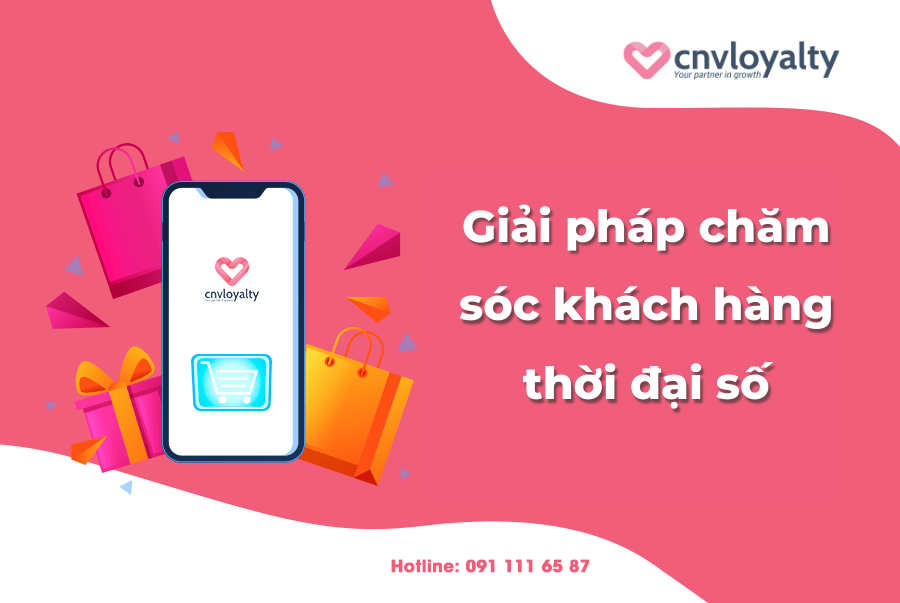 cnvloyalty
Your partner in growth
Giải pháp chăm
sóc khách hàng
thời đại số
cnvloyalty
Hotline: 091 111 65 87